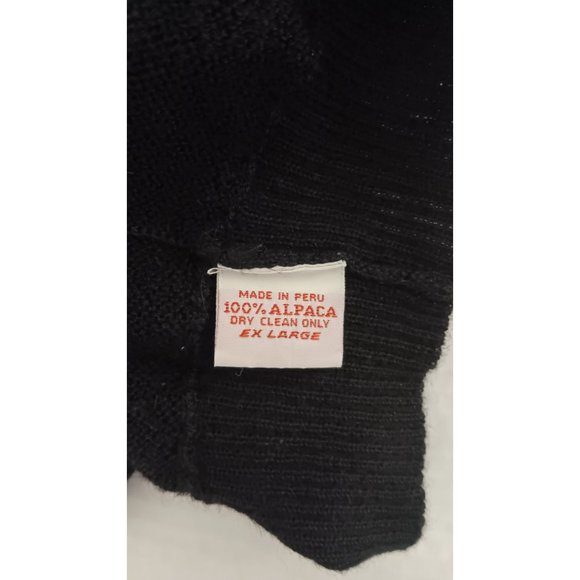 MADE IN PERU
100% ALPACA
DRY CLEAN ONLY
EX LARGE